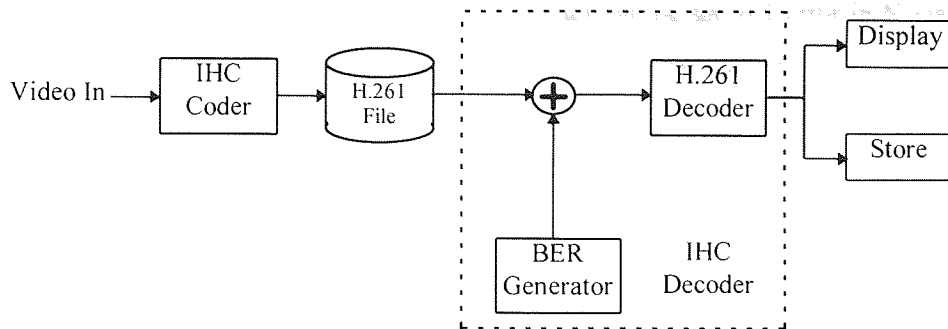 Display
IHC
Coder
H.261
File
H.261
Decoder
Video In
Store
BER
Generator
IHC
Decoder